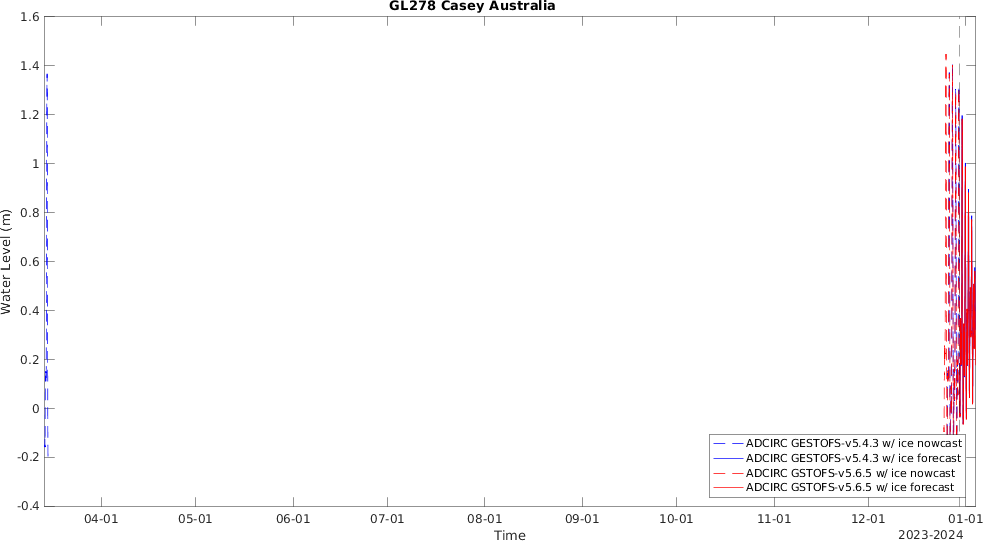 GL278 Casey Australia
1.6
1.4
1.2
1
0.8
0.6
0.4
0.2
0
-0.2
-0.4
Water Level (m)
ADCIRC GESTOFS-v5.4.3 w/ ice nowcast
ADCIRC GESTOFS-v5.4.3 w/ ice forecast
ADCIRC GSTOFS-v5.6.5 w/ ice nowcast
ADCIRC GSTOFS-v5.6.5 w/ ice forecast
04-01 05-01 06-01 07-01 08-01 09-01 10-01 11-01 12-01 01-01
Time
2023-2024